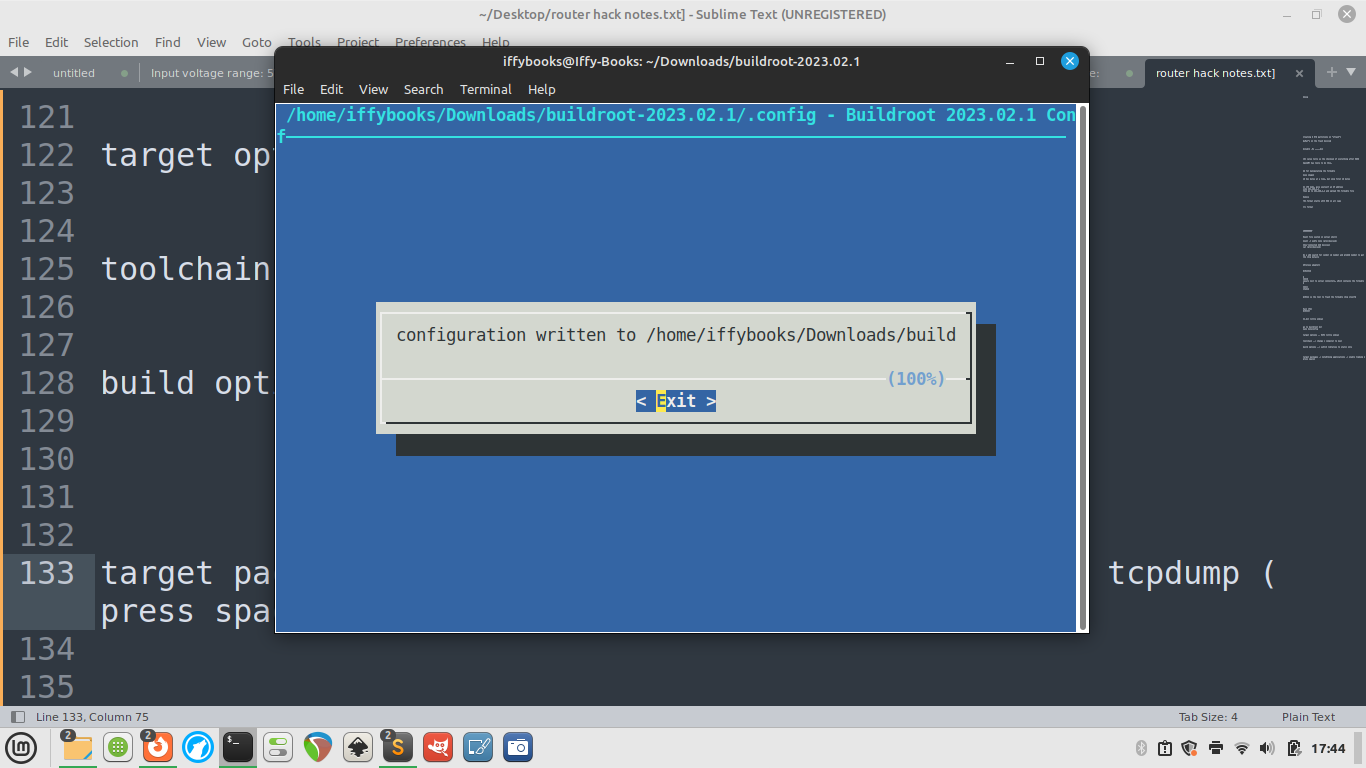 ~/Desktop/router hack notes.txt] - Sublime Text (UNREGISTERED)
File Edit Selection Find View Goto Tools Project Preferences Help
untitled
Input voltage range: 5
e:
router hack notes.txt]
iffybooks@Iffy-Books: ~/Downloads/buildroot-2023.02.1
File Edit View Search Terminal Help
/home/iffybooks/Downloads/buildroot-2023.02.1/.config - Buildroot 2023.02.1 Con
f
configuration written to /home/iffybooks/Downloads/build
(100%)
< Exit >
121
122 target op
123
124
125 toolchain
126
127
128 build opt
129
130
131
132
133 target pa tcpdump (
press spa
134
135
Line 133, Column 75 Tab Size: 4 Plain Text
2 2 $_ 2 S 17:44